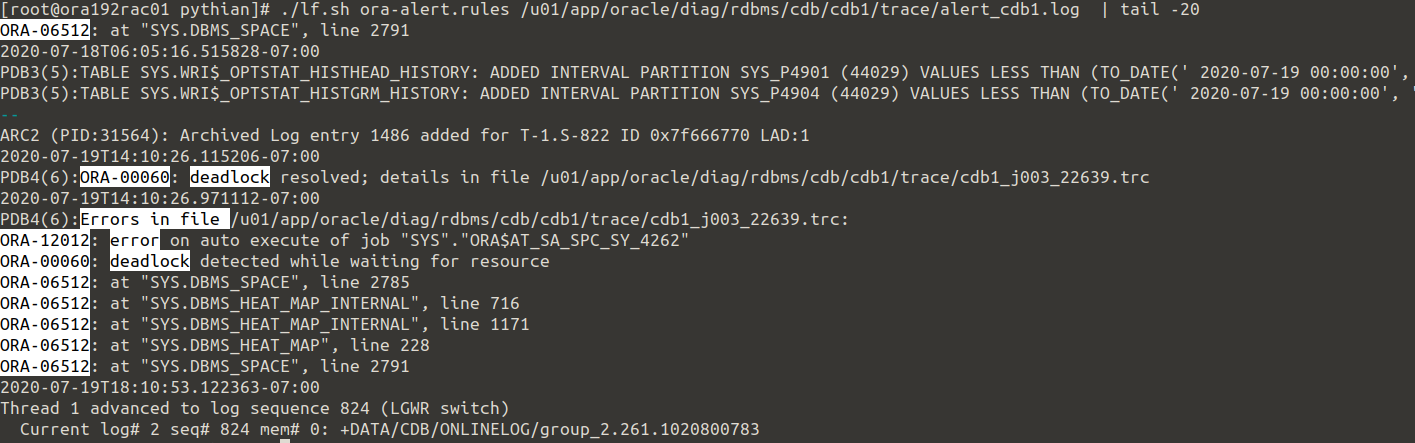 [root@ora192rac01 pythian]# ./lf.sh ora-alert.rules /u01/app/oracle/diag/rdbms/cdb/cdb1/trace/alert_cdb1.log  | tail -20
ORA-06512: at "SYS.DBMS_SPACE", line 2791
2020-07-18T06:05:16.515828-07:00
PDB3(5):TABLE SYS.WRI$_OPTSTAT_HISTHEAD_HISTORY: ADDED INTERVAL PARTITION SYS_P4901 (44029) VALUES LESS THAN (TO_DATE(' 2020-07-19 00:00:00',
PDB3(5):TABLE SYS.WRI$_OPTSTAT_HISTGRM_HISTORY: ADDED INTERVAL PARTITION SYS_P4904 (44029) VALUES LESS THAN (TO_DATE(' 2020-07-19 00:00:00', '
--
ARC2 (PID:31564): Archived Log entry 1486 added for T-1.S-822 ID 0x7f666770 LAD:1
2020-07-19T14:10:26.115206-07:00
PDB4(6):ORA-00060: deadlock resolved; details in file /u01/app/oracle/diag/rdbms/cdb/cdb1/trace/cdb1_j003_22639.trc
2020-07-19T14:10:26.971112-07:00
PDB4(6):Errors in file /u01/app/oracle/diag/rdbms/cdb/cdb1/trace/cdb1_j003_22639.trc:
ORA-12012: error on auto execute of job "SYS"."ORA$AT_SA_SPC_SY_4262"
ORA-00060: deadlock detected while waiting for resource
ORA-06512: at "SYS.DBMS_SPACE", line 2785
ORA-06512: at "SYS.DBMS_HEAT_MAP_INTERNAL", line 716
ORA-06512: at "SYS.DBMS_HEAT_MAP_INTERNAL", line 1171
ORA-06512: at "SYS.DBMS_HEAT_MAP", line 228
ORA-06512: at "SYS.DBMS_SPACE", line 2791
2020-07-19T18:10:53.122363-07:00
Thread 1 advanced to log sequence 824 (LGWR switch)
  Current log# 2 seq# 824 mem# 0: +DATA/CDB/ONLINELOG/group_2.261.1020800783